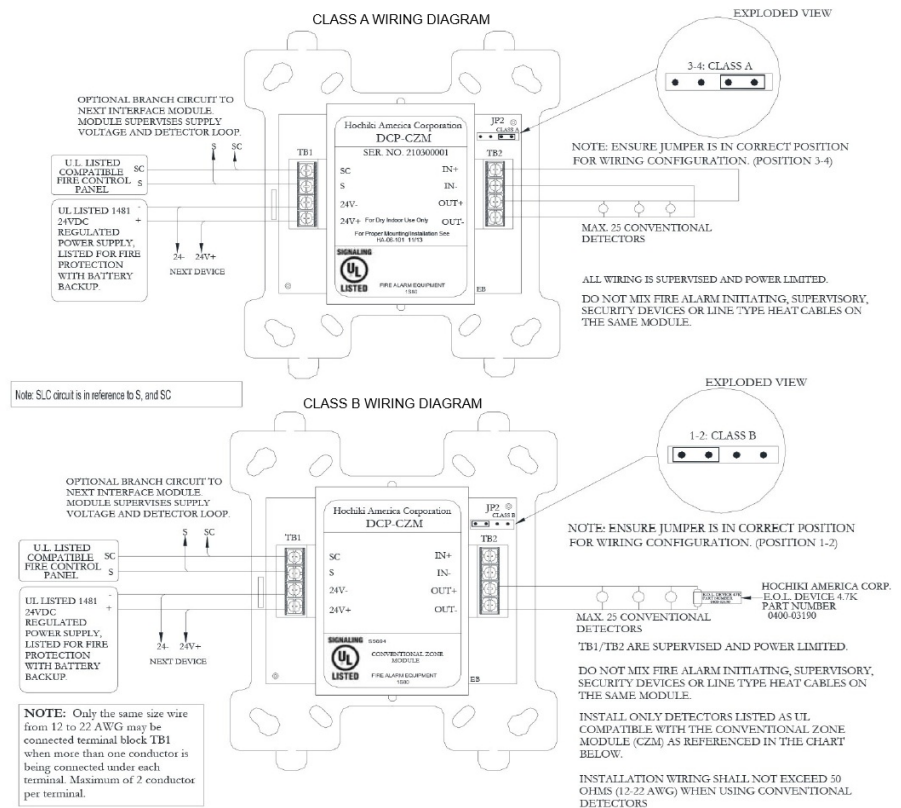 CLASS A WIRING DIAGRAM
EXPLODED VIEW
3-4: CLASS A
OPTIONAL BRANCH CIRCUIT TO
NEXT INTERFACE MODULE.
MODULE SUPERVISES SUPPLY
VOLTAGE AND DETECTOR LOOP.
S SC
U.L. LISTED
COMPATIBLE
FIRE CONTROL
PANEL
SC
S
UL LISTED 1481
24VDC
REGULATED
POWER SUPPLY,
LISTED FOR FIRE
PROTECTION
WITH BATTERY
BACKUP.
-
+
24- 24V+
NEXT DEVICE
TB1
Hochiki America Corporation
DCP-CZM
SER. NO. 210300001
SC IN+
S IN-
24V- OUT+
24V+ For Dry Indoor Use Only OUT-
For Proper Mounting/Installation See
HA-06-101 11/13
SIGNALING
UL
LISTED
FIRE ALARM EQUIPMENT
1S80
EB
JP2
CLASS A
TB2
NOTE: ENSURE JUMPER IS IN CORRECT POSITION
FOR WIRING CONFIGURATION. (POSITION 3-4)
MAX. 25 CONVENTIONAL
DETECTORS
ALL WIRING IS SUPERVISED AND POWER LIMITED.
DO NOT MIX FIRE ALARM INITIATING, SUPERVISORY,
SECURITY DEVICES OR LINE TYPE HEAT CABLES ON
THE SAME MODULE.
Note: SLC circuit is in reference to S, and SC
CLASS B WIRING DIAGRAM
EXPLODED VIEW
1-2: CLASS B
OPTIONAL BRANCH CIRCUIT TO
NEXT INTERFACE MODULE.
MODULE SUPERVISES SUPPLY
VOLTAGE AND DETECTOR LOOP.
S SC
U.L. LISTED
COMPATIBLE
FIRE CONTROL
PANEL
SC
S
UL LISTED 1481
24VDC
REGULATED
POWER SUPPLY,
LISTED FOR FIRE
PROTECTION
WITH BATTERY
BACKUP.
-
+
24- 24V+
NEXT DEVICE
TB1
Hochiki America Corporation
DCP-CZM
SC IN+
S IN-
24V- OUT+
24V+ OUT-
SIGNALING
UL
LISTED
S5694
CONVENTIONAL ZONE
MODULE
FIRE ALARM EQUIPMENT
1S80
EB
JP2
CLASS B
TB2
NOTE: ENSURE JUMPER IS IN CORRECT POSITION
FOR WIRING CONFIGURATION. (POSITION 1-2)
HOCHIKI AMERICA CORP.
E.O.L. DEVICE 4.7K
PART NUMBER
0400-03190
MAX. 25 CONVENTIONAL
DETECTORS
TB1/TB2 ARE SUPERVISED AND POWER LIMITED.
DO NOT MIX FIRE ALARM INITIATING, SUPERVISORY,
SECURITY DEVICES OR LINE TYPE HEAT CABLES ON
THE SAME MODULE.
INSTALL ONLY DETECTORS LISTED AS UL
COMPATIBLE WITH THE CONVENTIONAL ZONE
MODULE (CZM) AS REFERENCED IN THE CHART
BELOW.
INSTALLATION WIRING SHALL NOT EXCEED 50
OHMS (12-22 AWG) WHEN USING CONVENTIONAL
DETECTORS
NOTE: Only the same size wire
from 12 to 22 AWG may be
connected terminal block TB1
when more than one conductor is
being connected under each
terminal. Maximum of 2 conductor
per terminal.